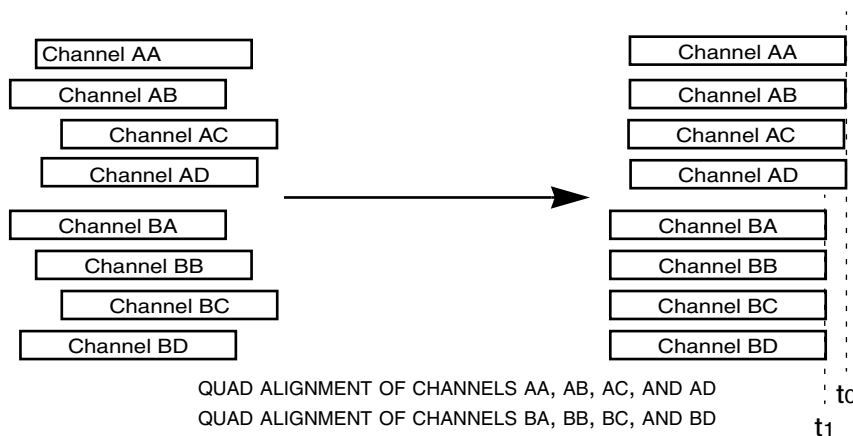 Channel AA
Channel AB
Channel AC
Channel AD
Channel BA
Channel BB
Channel BC
Channel BD
Channel AA
Channel AB
Channel AC
Channel AD
Channel BA
Channel BB
Channel BC
Channel BD
QUAD ALIGNMENT OF CHANNELS AA, AB, AC, AND AD
QUAD ALIGNMENT OF CHANNELS BA, BB, BC, AND BD
t0
t1